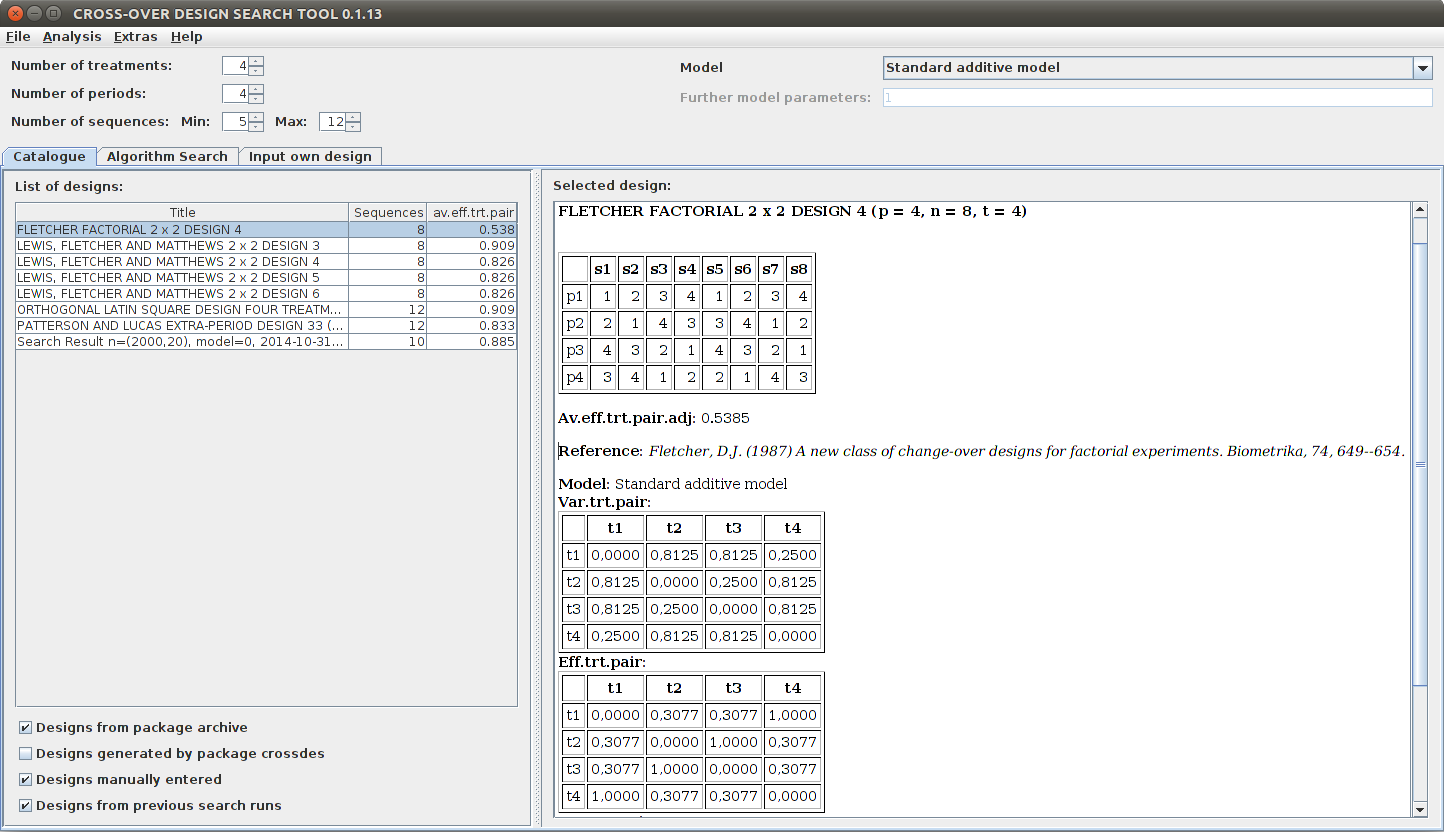 CROSS-OVER DESIGN SEARCH TOOL 0.1.13
File Analysis Extras Help
Number of treatments: 4
Number of periods: 4
Number of sequences: Min: 5 Max: 12
Model Standard additive model
Further model parameters: 1
Catalogue Algorithm Search Input own design
List of designs:
Title Sequences av.eff.trt.pair
FLETCHER FACTORIAL 2 x 2 DESIGN 4 8 0.538
LEWIS, FLETCHER AND MATTHEWS 2 x 2 DESIGN 3 8 0.909
LEWIS, FLETCHER AND MATTHEWS 2 x 2 DESIGN 4 8 0.826
LEWIS, FLETCHER AND MATTHEWS 2 x 2 DESIGN 5 8 0.826
LEWIS, FLETCHER AND MATTHEWS 2 x 2 DESIGN 6 8 0.826
ORTHOGONAL LATIN SQUARE DESIGN FOUR TREATM... 12 0.909
PATTERSON AND LUCAS EXTRA-PERIOD DESIGN 33 (... 12 0.833
Search Result n=(2000,20), model=0, 2014-10-31... 10 0.885
Designs from package archive
Designs generated by package crossdes
Designs manually entered
Designs from previous search runs
Selected design:
FLETCHER FACTORIAL 2 x 2 DESIGN 4 (p = 4, n = 8, t = 4)
s1 s2 s3 s4 s5 s6 s7 s8
p1 1 2 3 4 1 2 3 4
p2 2 1 4 3 3 4 1 2
p3 4 3 2 1 4 3 2 1
p4 3 4 1 2 2 1 4 3
Av.eff.trt.pair.adj: 0.5385
Reference: Fletcher, D.J. (1987) A new class of change-over designs for factorial experiments. Biometrika, 74, 649--654.
Model: Standard additive model
Var.trt.pair:
t1 t2 t3 t4
t1 0,0000 0,8125 0,8125 0,2500
t2 0,8125 0,0000 0,2500 0,8125
t3 0,8125 0,2500 0,0000 0,8125
t4 0,2500 0,8125 0,8125 0,0000
Eff.trt.pair:
t1 t2 t3 t4
t1 0,0000 0,3077 0,3077 1,0000
t2 0,3077 0,0000 1,0000 0,3077
t3 0,3077 1,0000 0,0000 0,3077
t4 1,0000 0,3077 0,3077 0,0000